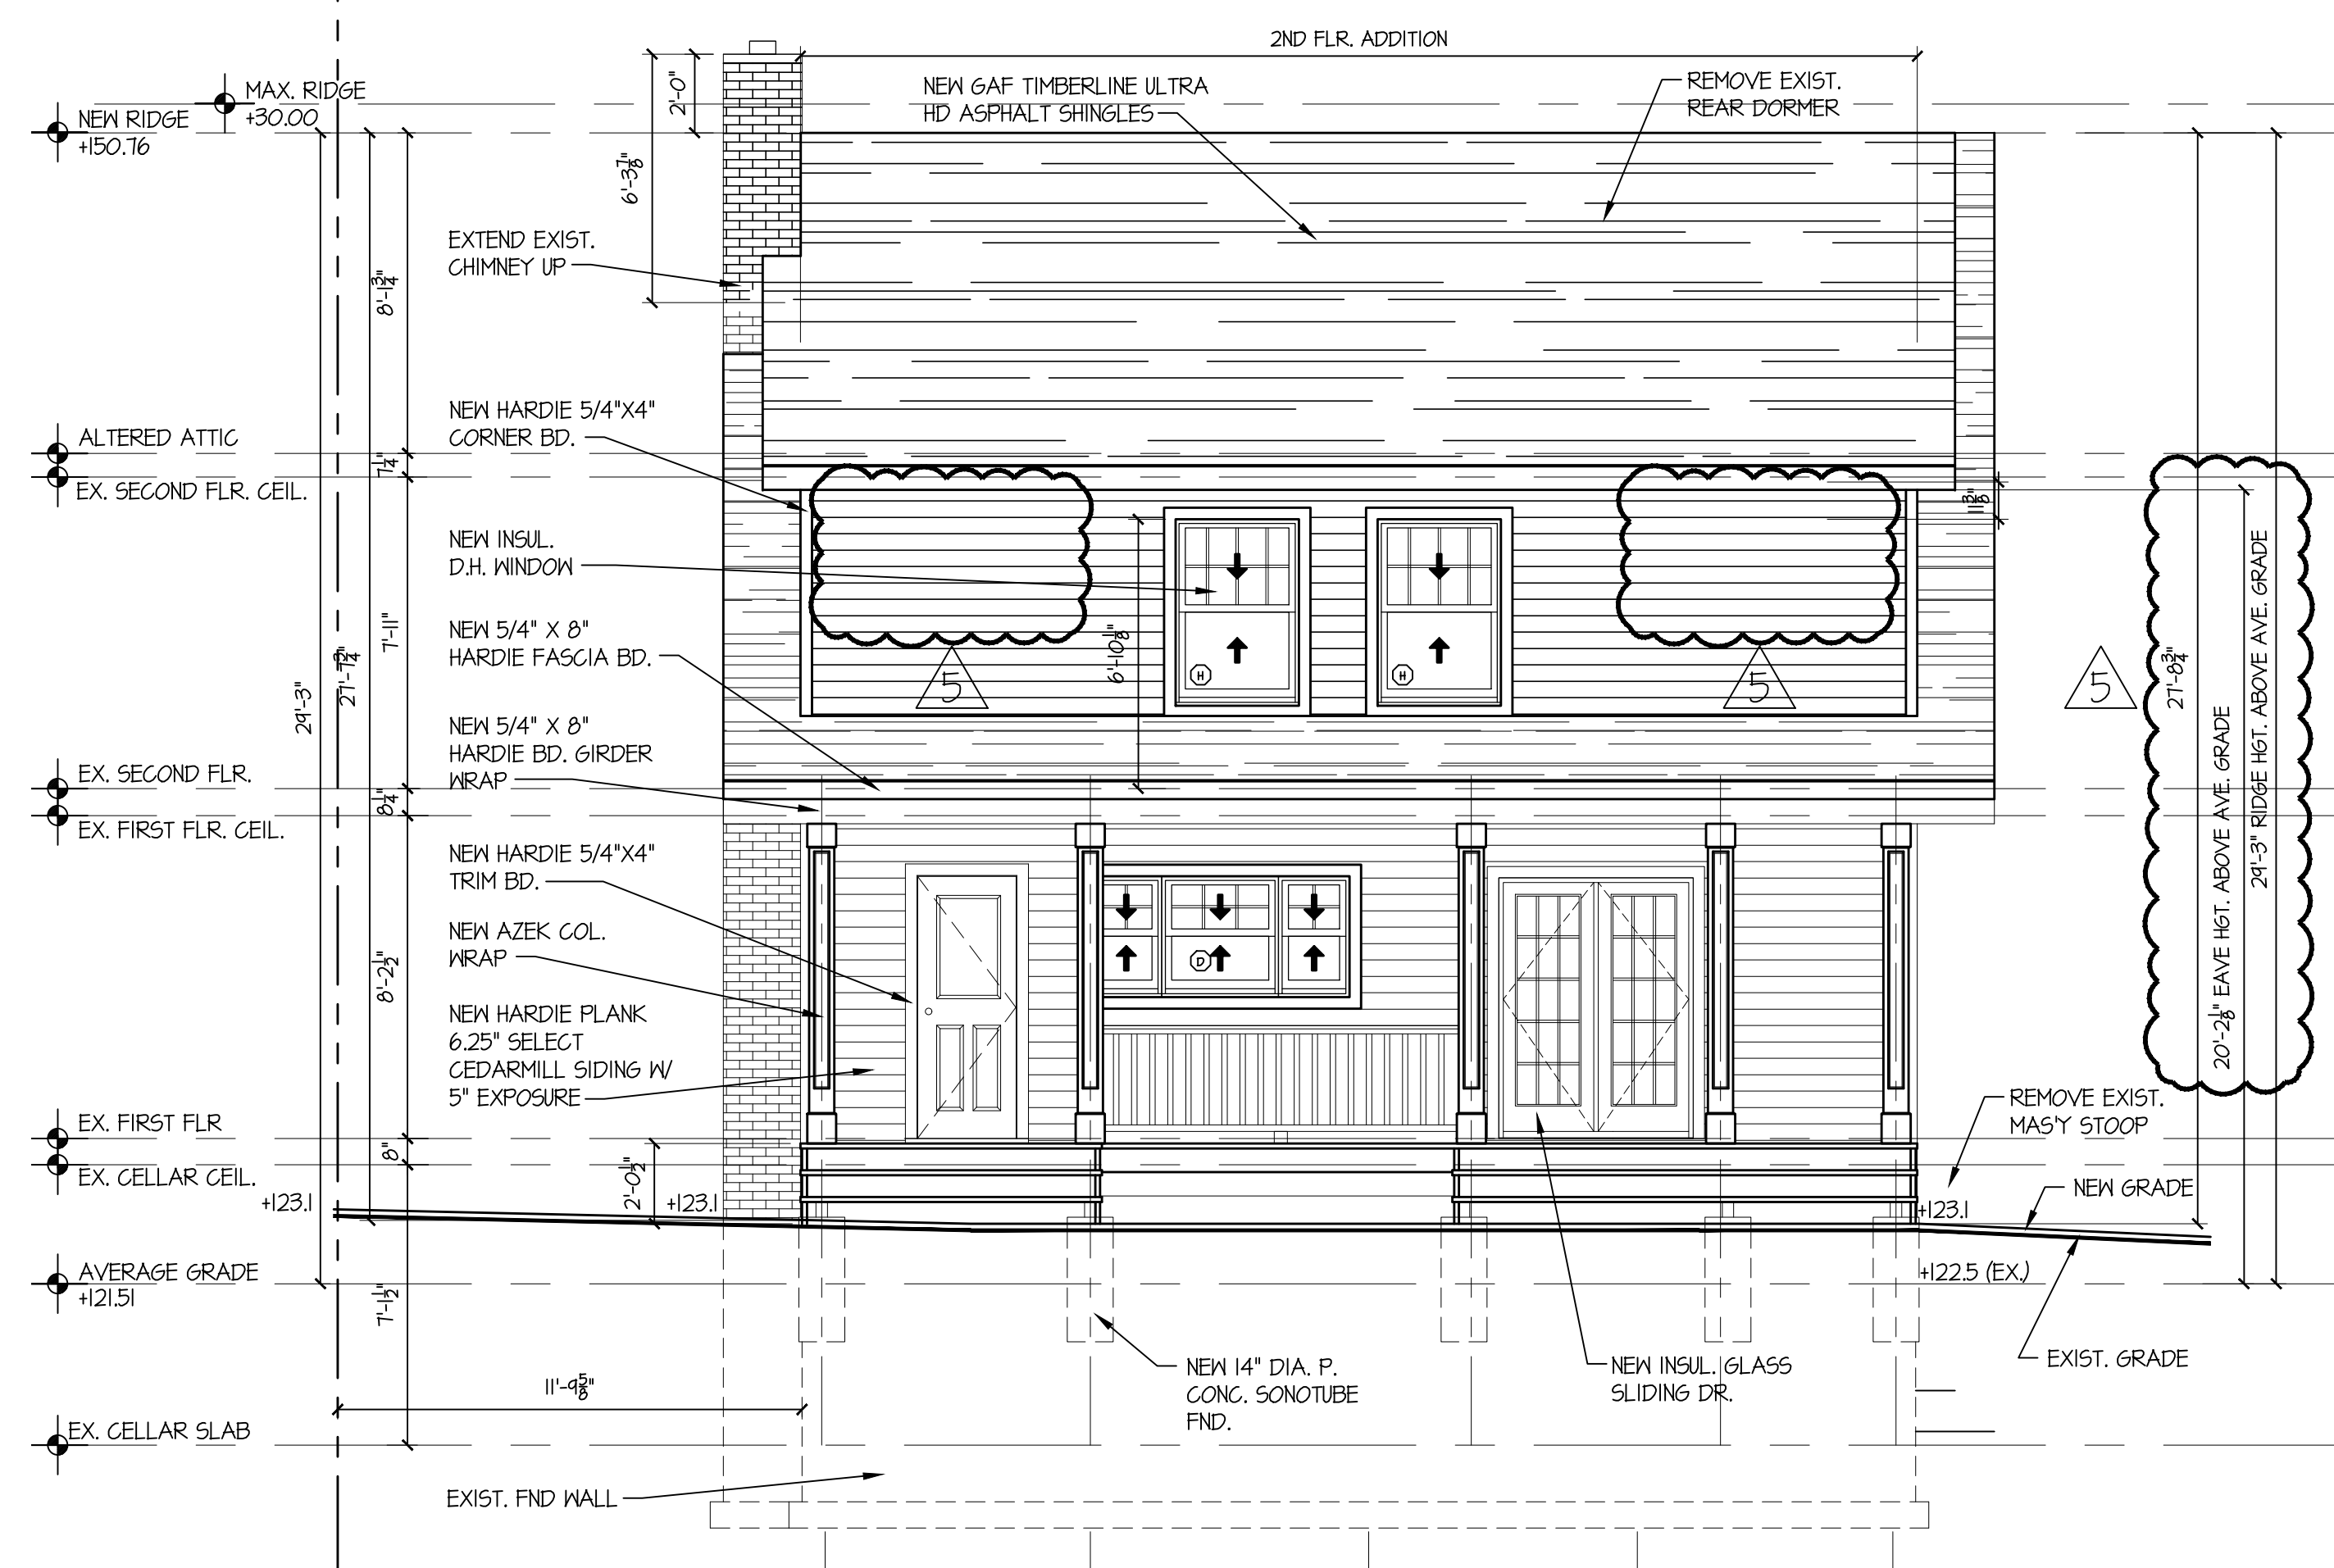 2ND FLR. ADDITION
MAX. RIDGE
+30.00
NEW RIDGE
+150.76
2'-0"
6'-3 7/8"
NEW GAF TIMBERLINE ULTRA
HD ASPHALT SHINGLES
REMOVE EXIST.
REAR DORMER
EXTEND EXIST.
CHIMNEY UP
8'-1 3/4"
NEW HARDIE 5/4"X4"
CORNER BD.
ALTERED ATTIC
7 1/4"
EX. SECOND FLR. CEIL.
11 3/8"
NEW INSUL.
D.H. WINDOW
7'-11"
NEW 5/4" X 8"
HARDIE FASCIA BD.
6'-10 1/8"
H
H
5
5
5
29'-3"
27'-7 3/4"
27'-8 3/4"
20'-2 1/8" EAVE HGT. ABOVE AVE. GRADE
29'-3" RIDGE HGT. ABOVE AVE. GRADE
NEW 5/4" X 8"
HARDIE BD. GIRDER
WRAP
EX. SECOND FLR.
8 1/4"
EX. FIRST FLR. CEIL.
NEW HARDIE 5/4"X4"
TRIM BD.
NEW AZEK COL.
WRAP
D
8'-2 1/2"
NEW HARDIE PLANK
6.25" SELECT
CEDARMILL SIDING W/
5" EXPOSURE
EX. FIRST FLR
8"
EX. CELLAR CEIL.
2'-0 1/2"
REMOVE EXIST.
MAS'Y STOOP
+123.1
+123.1
+123.1
NEW GRADE
AVERAGE GRADE
+121.51
+122.5 (EX.)
7'-1 1/2"
EXIST. GRADE
NEW 14" DIA. P.
CONC. SONOTUBE
FND.
NEW INSUL. GLASS
SLIDING DR.
11'-9 5/8"
EX. CELLAR SLAB
EXIST. FND WALL